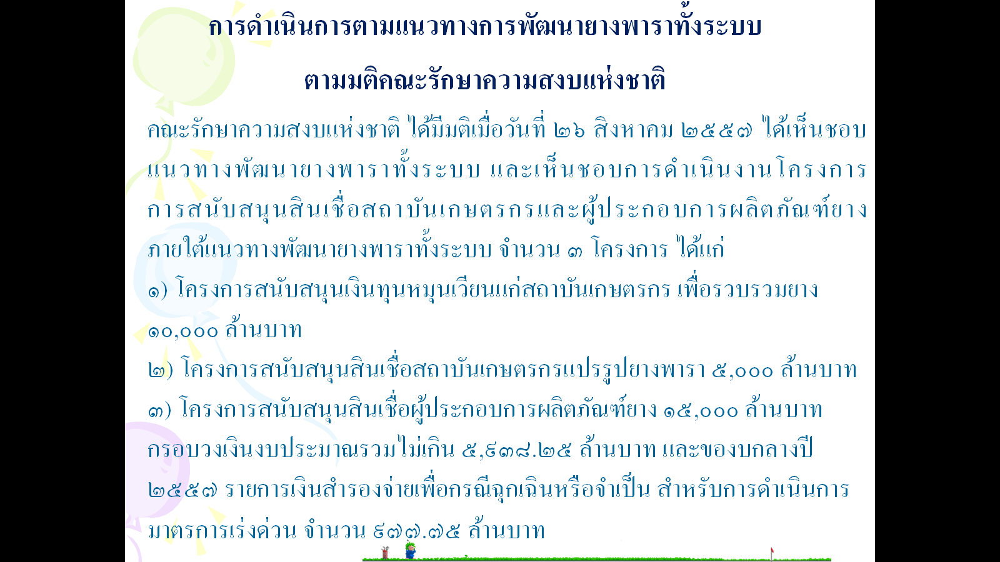 การดำเนินการตามแนวทางการพัฒนายางพาราทั้งระบบ
ตามมติคณะรักษาความสงบแห่งชาติ
คณะรักษาความสงบแห่งชาติ ได้มีมติเมื่อวันที่ ๒๖ สิงหาคม ๒๕๕๗ ได้เห็นชอบ
แนวทางพัฒนายางพาราทั้งระบบ และเห็นชอบการดำเนินงานโครงการ
การสนับสนุนสินเชื่อสถาบันเกษตรกรและผู้ประกอบการผลิตภัณฑ์ยาง
ภายใต้แนวทางพัฒนายางพาราทั้งระบบ จำนวน ๓ โครงการ ได้แก่
๑) โครงการสนับสนุนเงินทุนหมุนเวียนแก่สถาบันเกษตรกร เพื่อรวบรวมยาง
๑๐,๐๐๐ ล้านบาท
๒) โครงการสนับสนุนสินเชื่อสถาบันเกษตรกรแปรรูปยางพารา ๕,๐๐๐ ล้านบาท
๓) โครงการสนับสนุนสินเชื่อผู้ประกอบการผลิตภัณฑ์ยาง ๑๕,๐๐๐ ล้านบาท
กรอบวงเงินงบประมาณรวมไม่เกิน ๕,๙๓๘.๒๕ ล้านบาท และของบกลางปี
๒๕๕๗ รายการเงินสำรองจ่ายเพื่อกรณีฉุกเฉินหรือจำเป็น สำหรับการดำเนินการ
มาตรการเร่งด่วน จำนวน ๙๗๗.๗๕ ล้านบาท